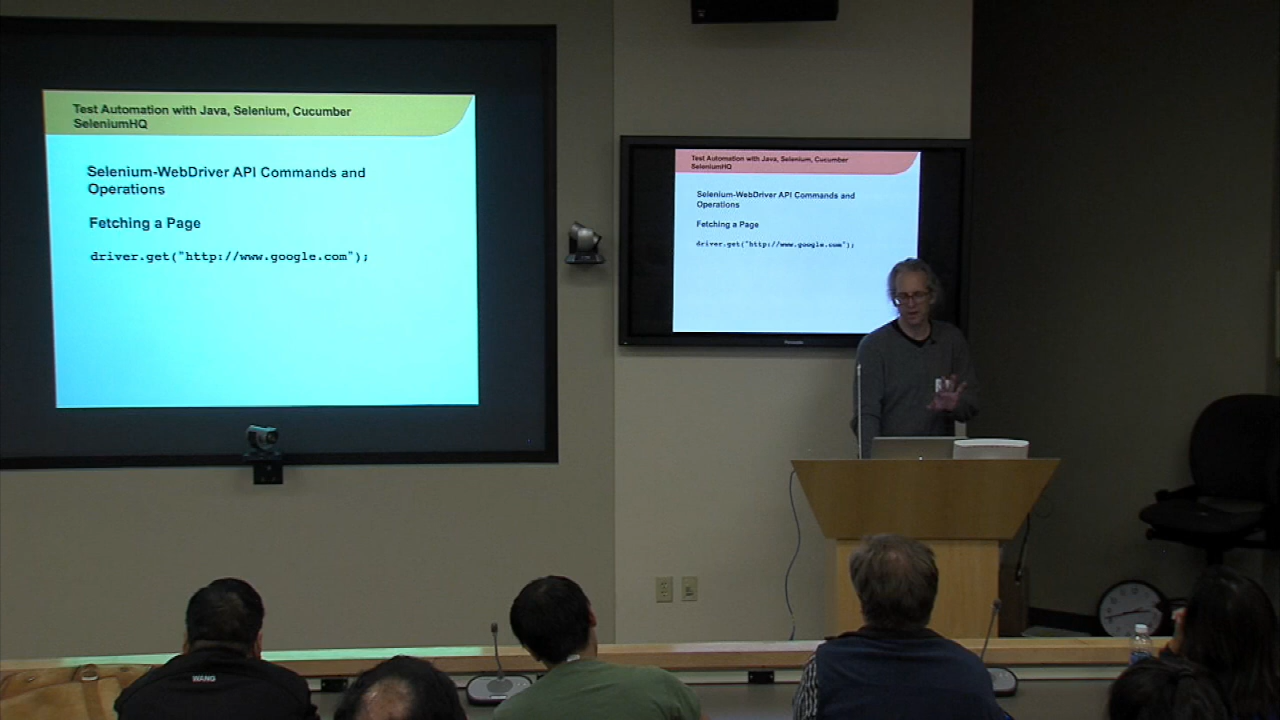 Test Automation with Java, Selenium, Cucumber
SeleniumHQ
Selenium-WebDriver API Commands and
Operations
Fetching a Page
driver.get("http://www.google.com");
Test Automation with Java, Selenium, Cucumber
SeleniumHQ
Selenium-WebDriver API Commands and
Operations
Fetching a Page
driver.get("http://www.google.com");
Panasonic
WANG